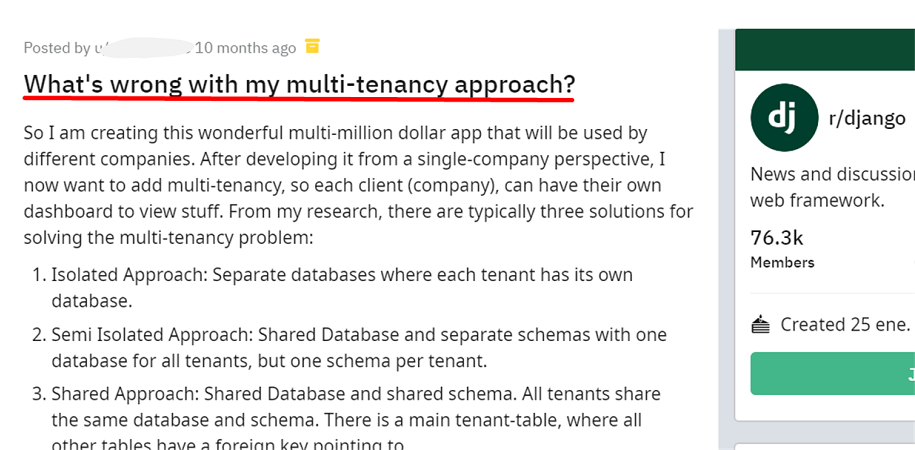 Posted by u/ 10 months ago
What's wrong with my multi-tenancy approach?
So I am creating this wonderful multi-million dollar app that will be used by
different companies. After developing it from a single-company perspective, I
now want to add multi-tenancy, so each client (company), can have their own
dashboard to view stuff. From my research, there are typically three solutions for
solving the multi-tenancy problem:
1. Isolated Approach: Separate databases where each tenant has its own
database.
2. Semi Isolated Approach: Shared Database and separate schemas with one
database for all tenants, but one schema per tenant.
3. Shared Approach: Shared Database and shared schema. All tenants share
the same database and schema. There is a main tenant-table, where all
other tables have a foreign key pointing to
dj
r/django
News and discussion
web framework.
76.3k
Members
Created 25 ene.